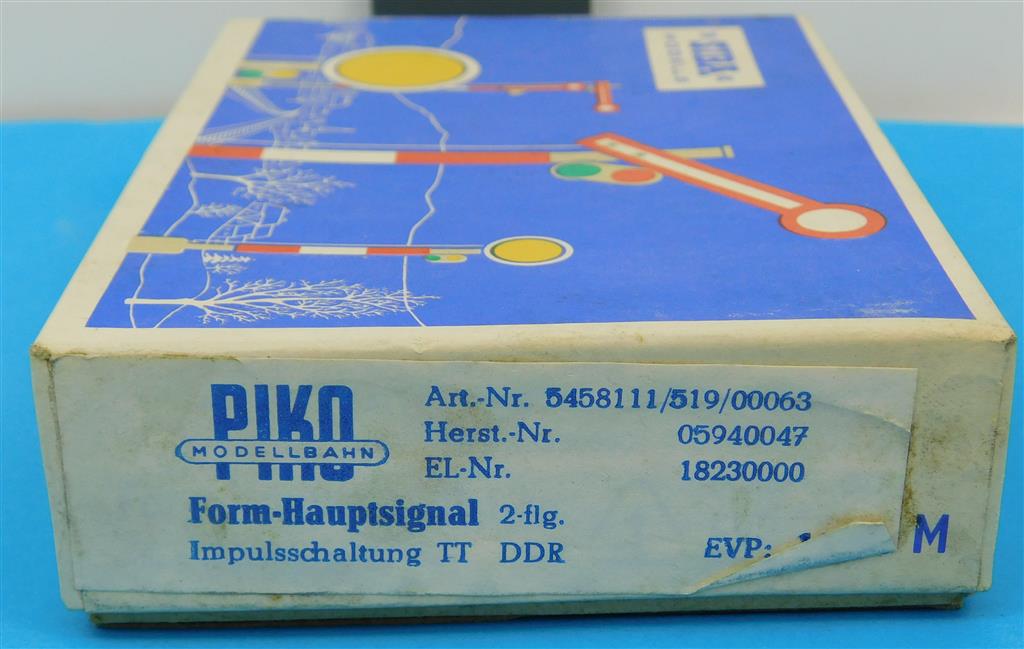 PIKO
MODELLBAHN
Art.-Nr. 5458111/519/00063
Herst.-Nr. 05940047
EL-Nr. 18230000
Form-Hauptsignal 2-flg.
Impulsschaltung TT DDR
EVP:
M